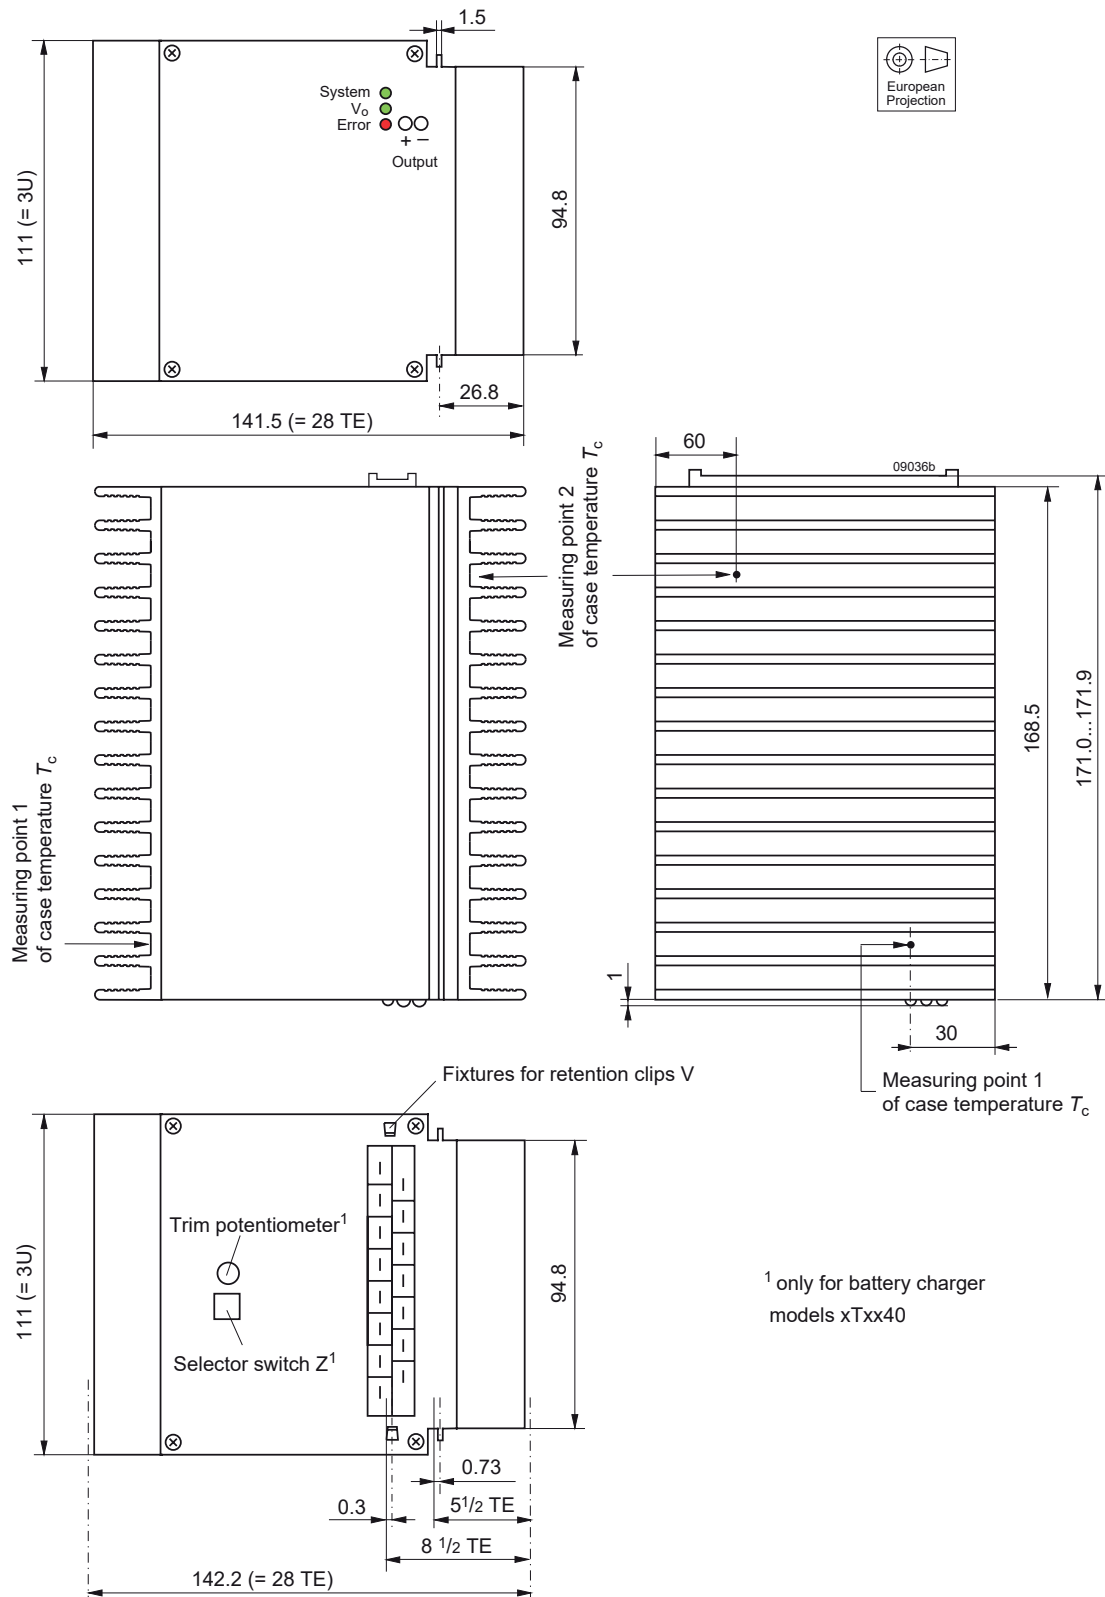 1.5
System
Vo
Error
+ −
Output
European
Projection
111 (= 3U)
94.8
26.8
141.5 (= 28 TE)
60
09036b
Measuring point 2
of case temperature Tc
168.5
171.0...171.9
Measuring point 1
of case temperature Tc
1
30
Measuring point 1
of case temperature Tc
Fixtures for retention clips V
Trim potentiometer1
111 (= 3U)
94.8
Selector switch Z1
1 only for battery charger
models xTxx40
0.73
0.3
5 1/2 TE
8 1/2 TE
142.2 (= 28 TE)